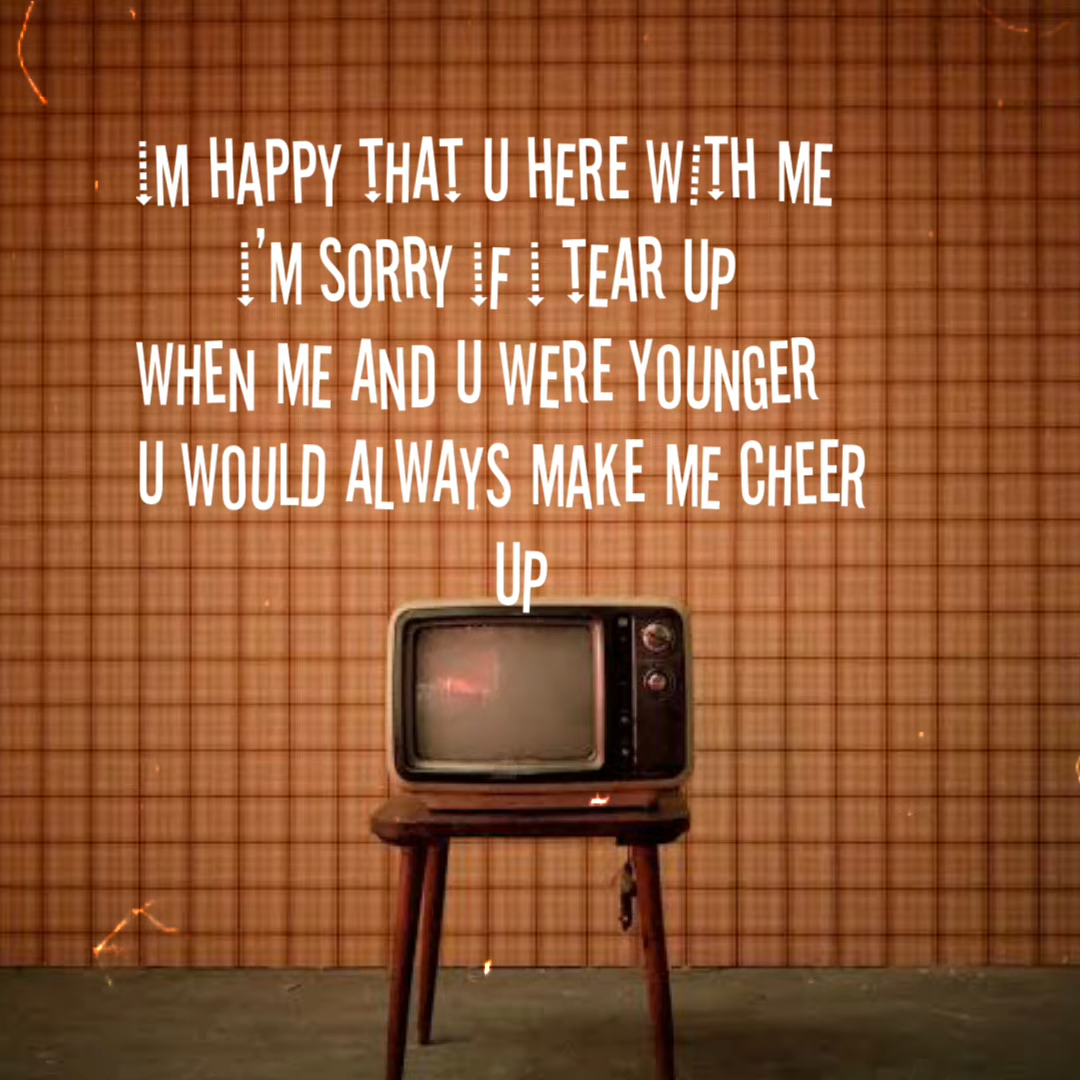 IM HAPPY THAT U HERE WITH ME
I'M SORRY IF I TEAR UP
WHEN ME AND U WERE YOUNGER
U WOULD ALWAYS MAKE ME CHEER
UP